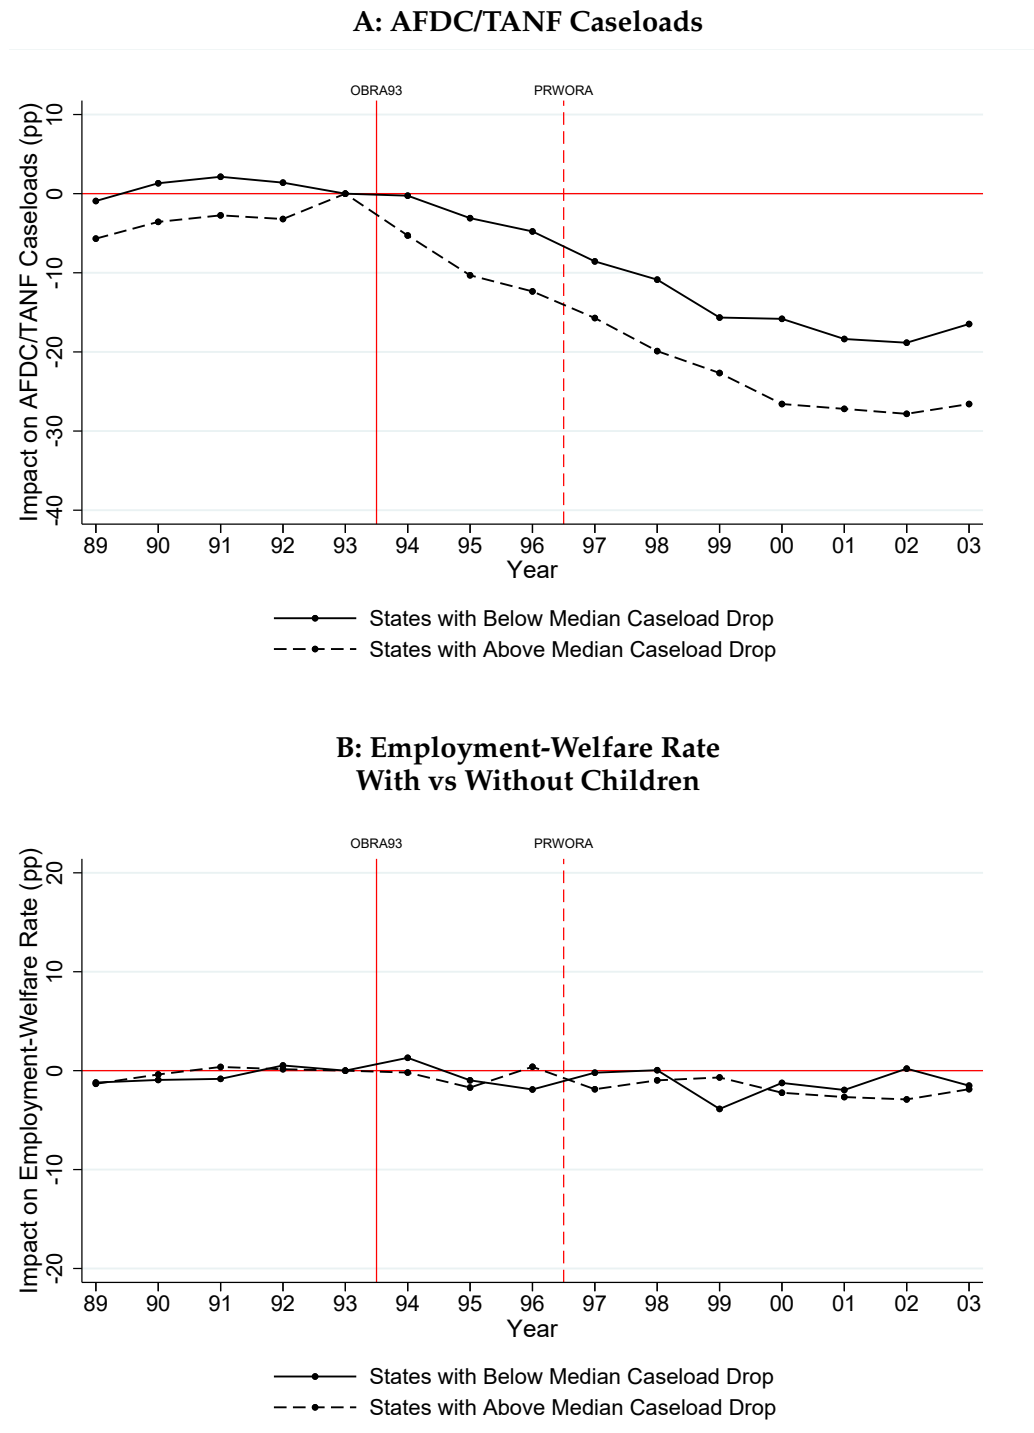 A: AFDC/TANF Caseloads
OBRA93
PRWORA
Impact on AFDC/TANF Caseloads (pp)
10
0
-10
-20
-30
-40
89 90 91 92 93 94 95 96 97 98 99 00 01 02 03
Year
States with Below Median Caseload Drop
States with Above Median Caseload Drop
B: Employment-Welfare Rate
With vs Without Children
OBRA93
PRWORA
Impact on Employment-Welfare Rate (pp)
20
10
0
-10
-20
89 90 91 92 93 94 95 96 97 98 99 00 01 02 03
Year
States with Below Median Caseload Drop
States with Above Median Caseload Drop